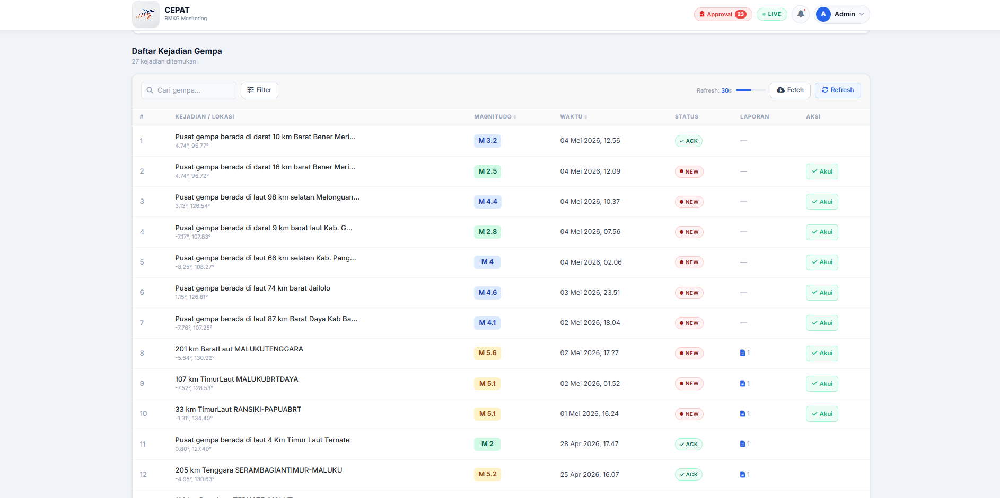 CEPAT
BMKG Monitoring
Approval 23
LIVE
A Admin
Daftar Kejadian Gempa
27 kejadian ditemukan
Cari gempa...
Filter
Refresh: 30s
Fetch
Refresh
# KEJADIAN / LOKASI MAGNITUDO WAKTU STATUS LAPORAN AKSI
1 Pusat gempa berada di darat 10 km Barat Bener Meri... M 3.2 04 Mei 2026, 12.56 ACK —
4.74°, 96.77°
2 Pusat gempa berada di darat 16 km barat Bener Meri... M 2.5 04 Mei 2026, 12.09 NEW — Akui
4.74°, 96.72°
3 Pusat gempa berada di laut 98 km selatan Melonguan... M 4.4 04 Mei 2026, 10.37 NEW — Akui
3.13°, 126.54°
4 Pusat gempa berada di darat 9 km barat laut Kab. G... M 2.8 04 Mei 2026, 07.56 NEW — Akui
-7.17°, 107.83°
5 Pusat gempa berada di laut 66 km selatan Kab. Pang... M 4 04 Mei 2026, 02.06 NEW — Akui
-8.25°, 108.27°
6 Pusat gempa berada di laut 74 km barat Jailolo M 4.6 03 Mei 2026, 23.51 NEW — Akui
1.15°, 126.81°
7 Pusat gempa berada di laut 87 km Barat Daya Kab Ba... M 4.1 02 Mei 2026, 18.04 NEW — Akui
-7.76°, 107.25°
8 201 km BaratLaut MALUKUTENGGARA M 5.6 02 Mei 2026, 17.27 NEW 1 Akui
-5.64°, 130.92°
9 107 km TimurLaut MALUKUBRTDAYA M 5.1 02 Mei 2026, 01.52 NEW 1 Akui
-7.52°, 128.53°
10 33 km TimurLaut RANSIKI-PAPUABRT M 5.1 01 Mei 2026, 16.24 NEW 1 Akui
-1.31°, 134.40°
11 Pusat gempa berada di laut 4 Km Timur Laut Ternate M 2 28 Apr 2026, 17.47 ACK 1
0.80°, 127.40°
12 205 km Tenggara SERAMBAGIANTIMUR-MALUKU M 5.2 25 Apr 2026, 16.07 ACK 1
-4.95°, 130.63°